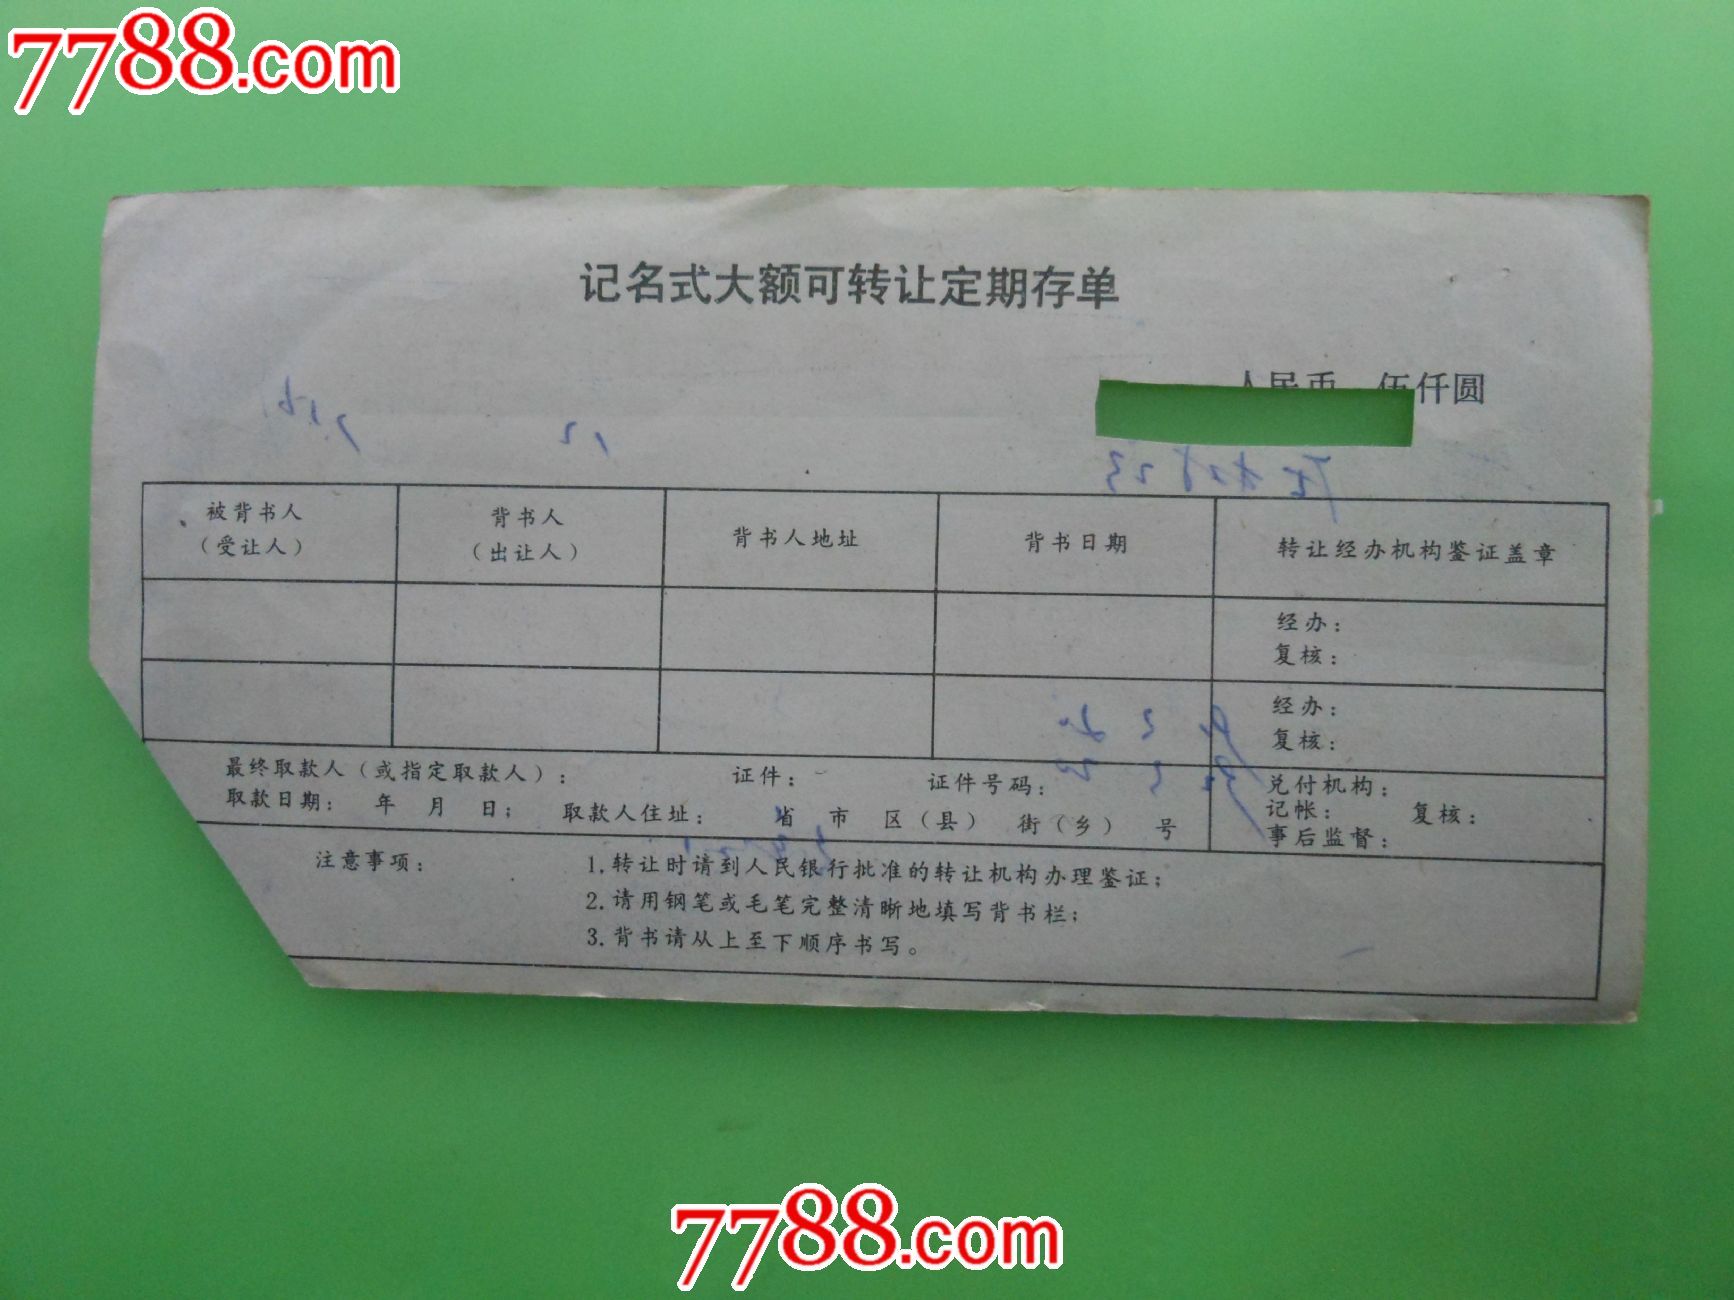 7788.com
记名式大额可转让定期存单
人民币 伍仟圆
被背书人 背书人 背书人地址 背书日期 转让经办机构鉴证盖章
（受让人） （出让人）
经办：
复核：
经办：
复核：
最终取款人（或指定取款人）： 证件： 证件号码： 兑付机构：
取款日期： 年 月 日； 取款人住址： 省 市 区（县） 街（乡） 号 记帐： 复核：
事后监督：
注意事项： 1.转让时请到人民银行批准的转让机构办理鉴证；
2.请用钢笔或毛笔完整清晰地填写背书栏；
3.背书请从上至下顺序书写。
7788.com